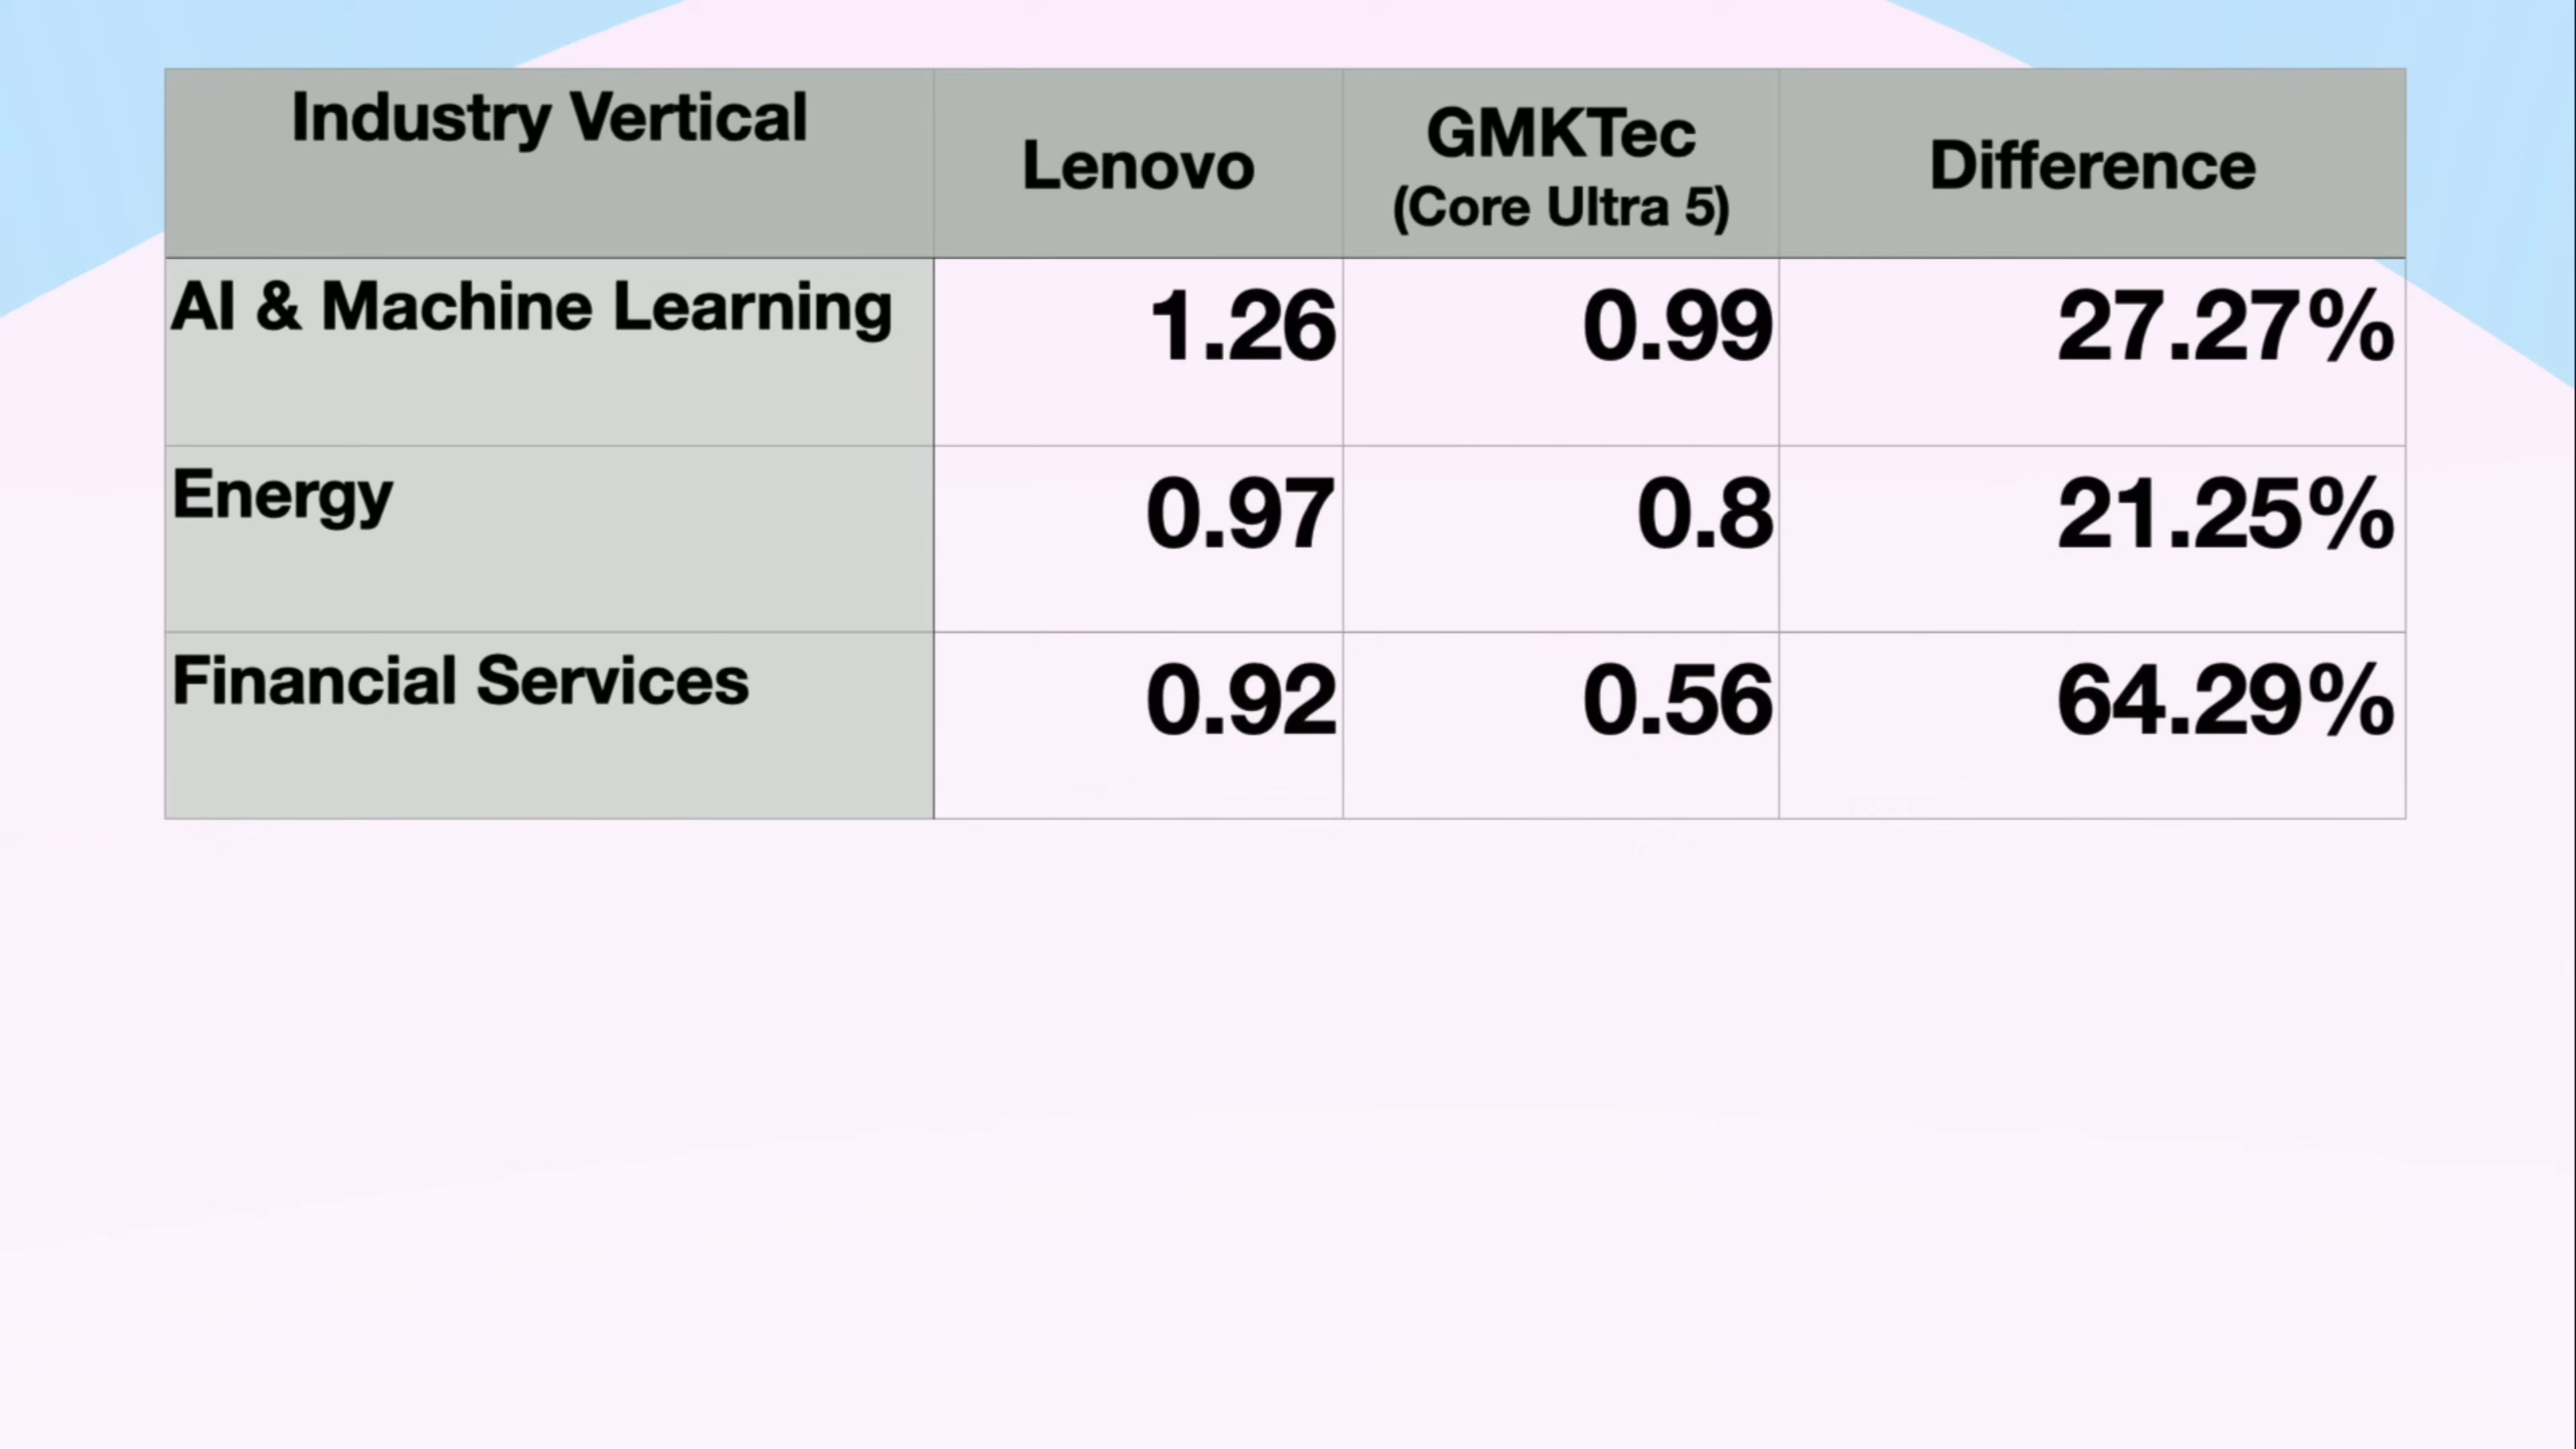 Industry Vertical
Lenovo
GMKTec
(Core Ultra 5)
Difference
AI & Machine Learning
1.26
0.99
27.27%
Energy
0.97
0.8
21.25%
Financial Services
0.92
0.56
64.29%